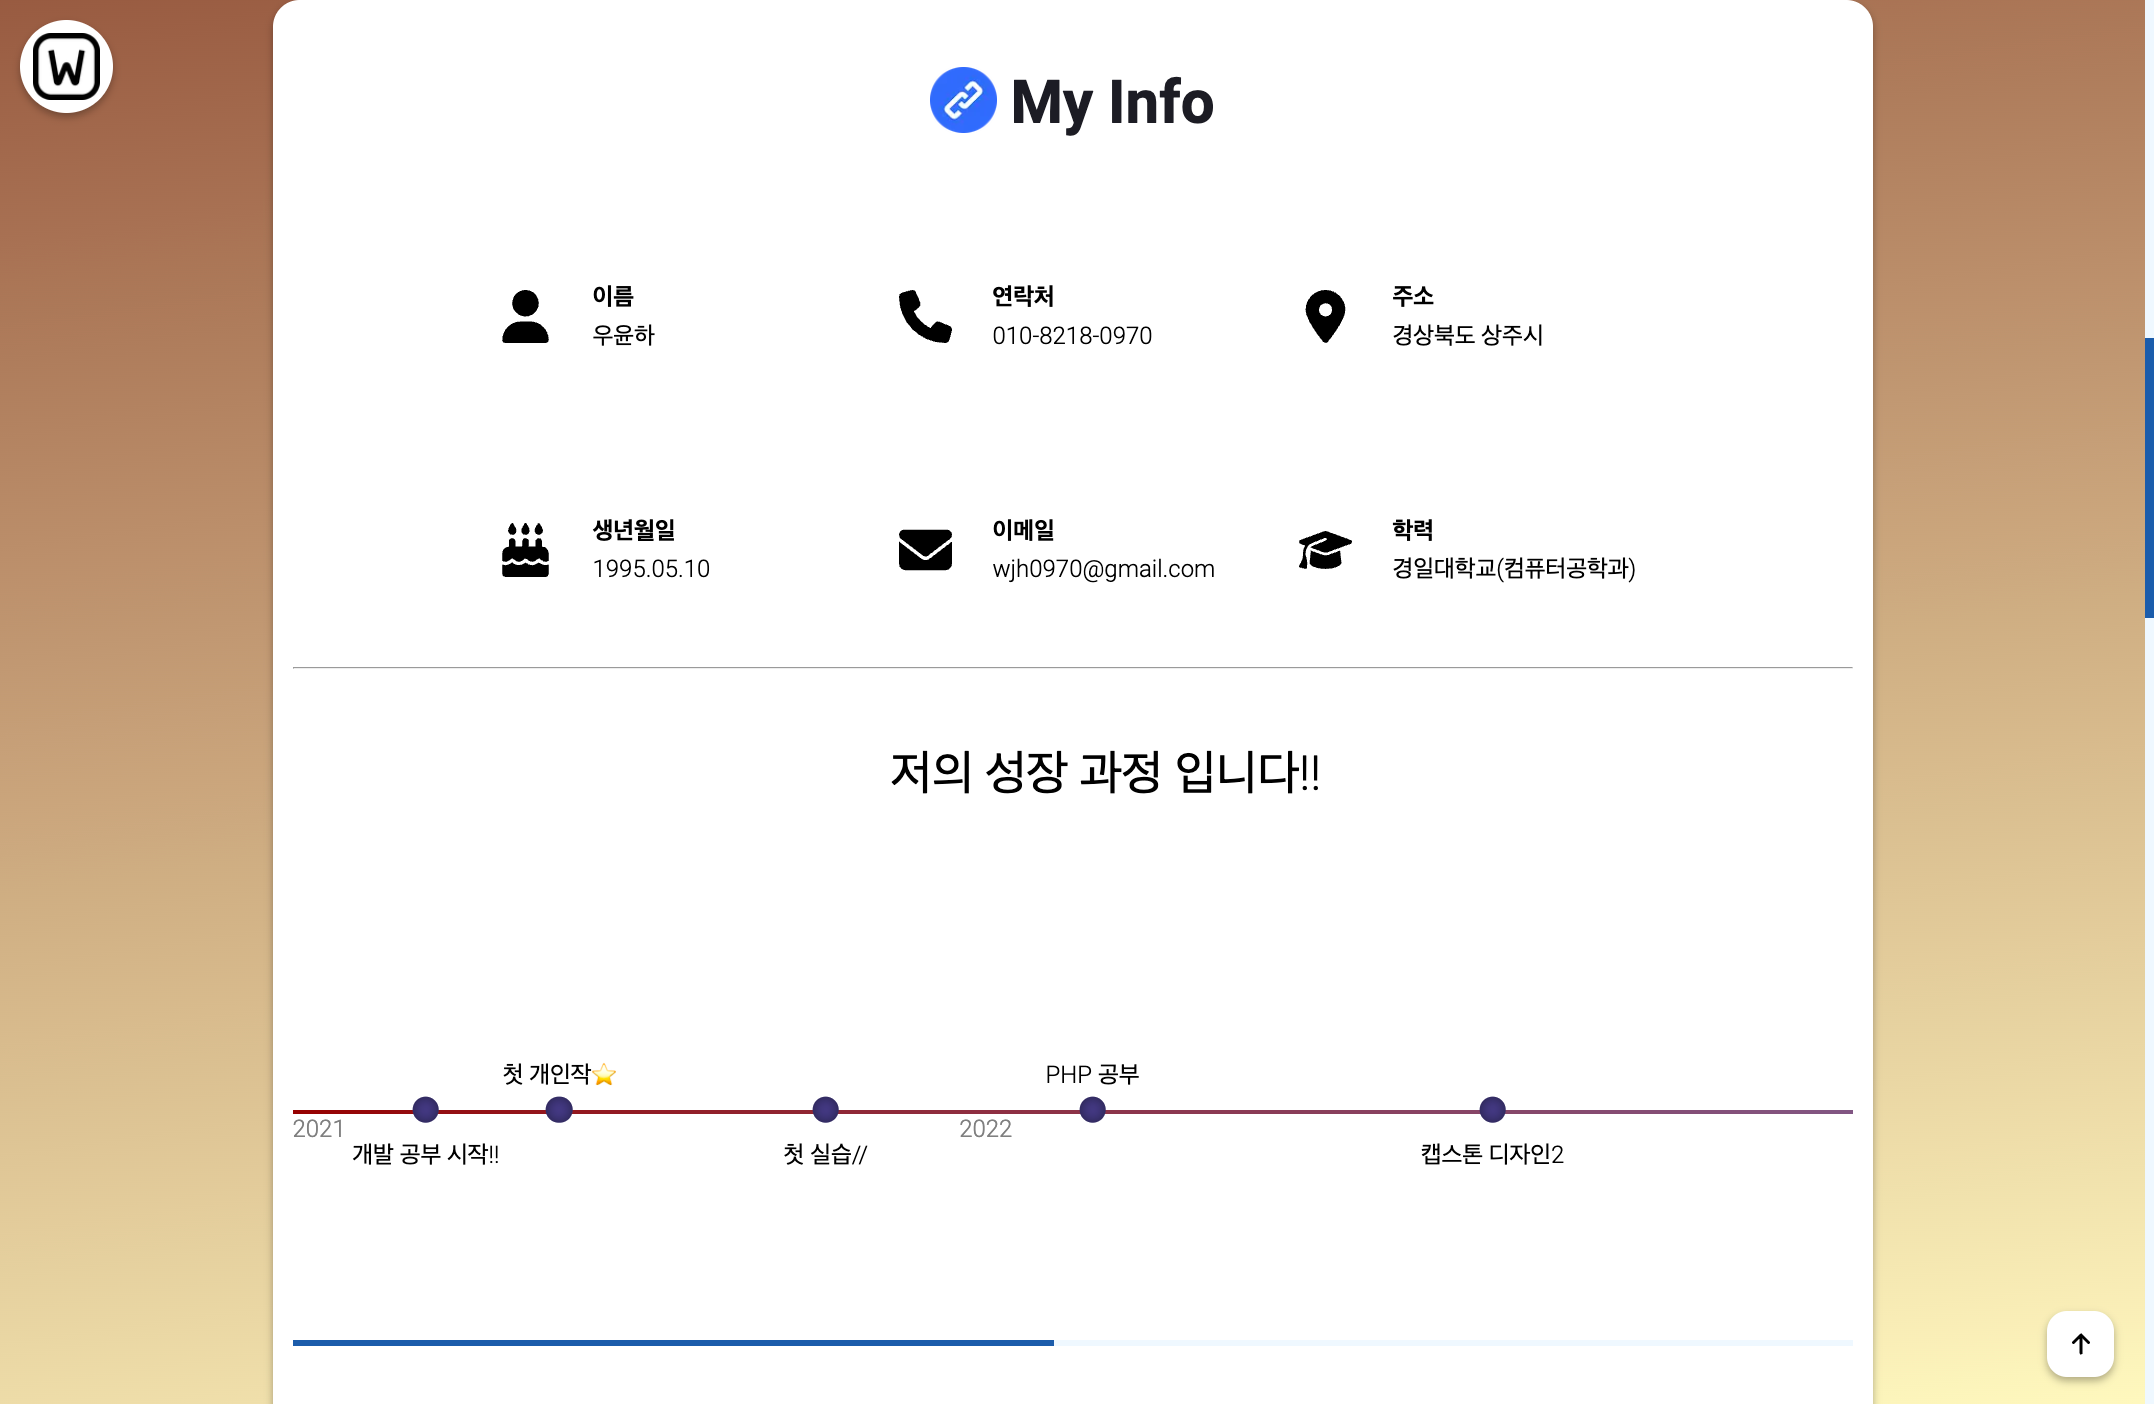 W
My Info
이름
우윤하
연락처
010-8218-0970
주소
경상북도 상주시
생년월일
1995.05.10
이메일
wjh0970@gmail.com
학력
경일대학교(컴퓨터공학과)
저의 성장 과정 입니다!!
첫 개인작⭐
PHP 공부
2021
2022
개발 공부 시작!!
첫 실습//
캡스톤 디자인2